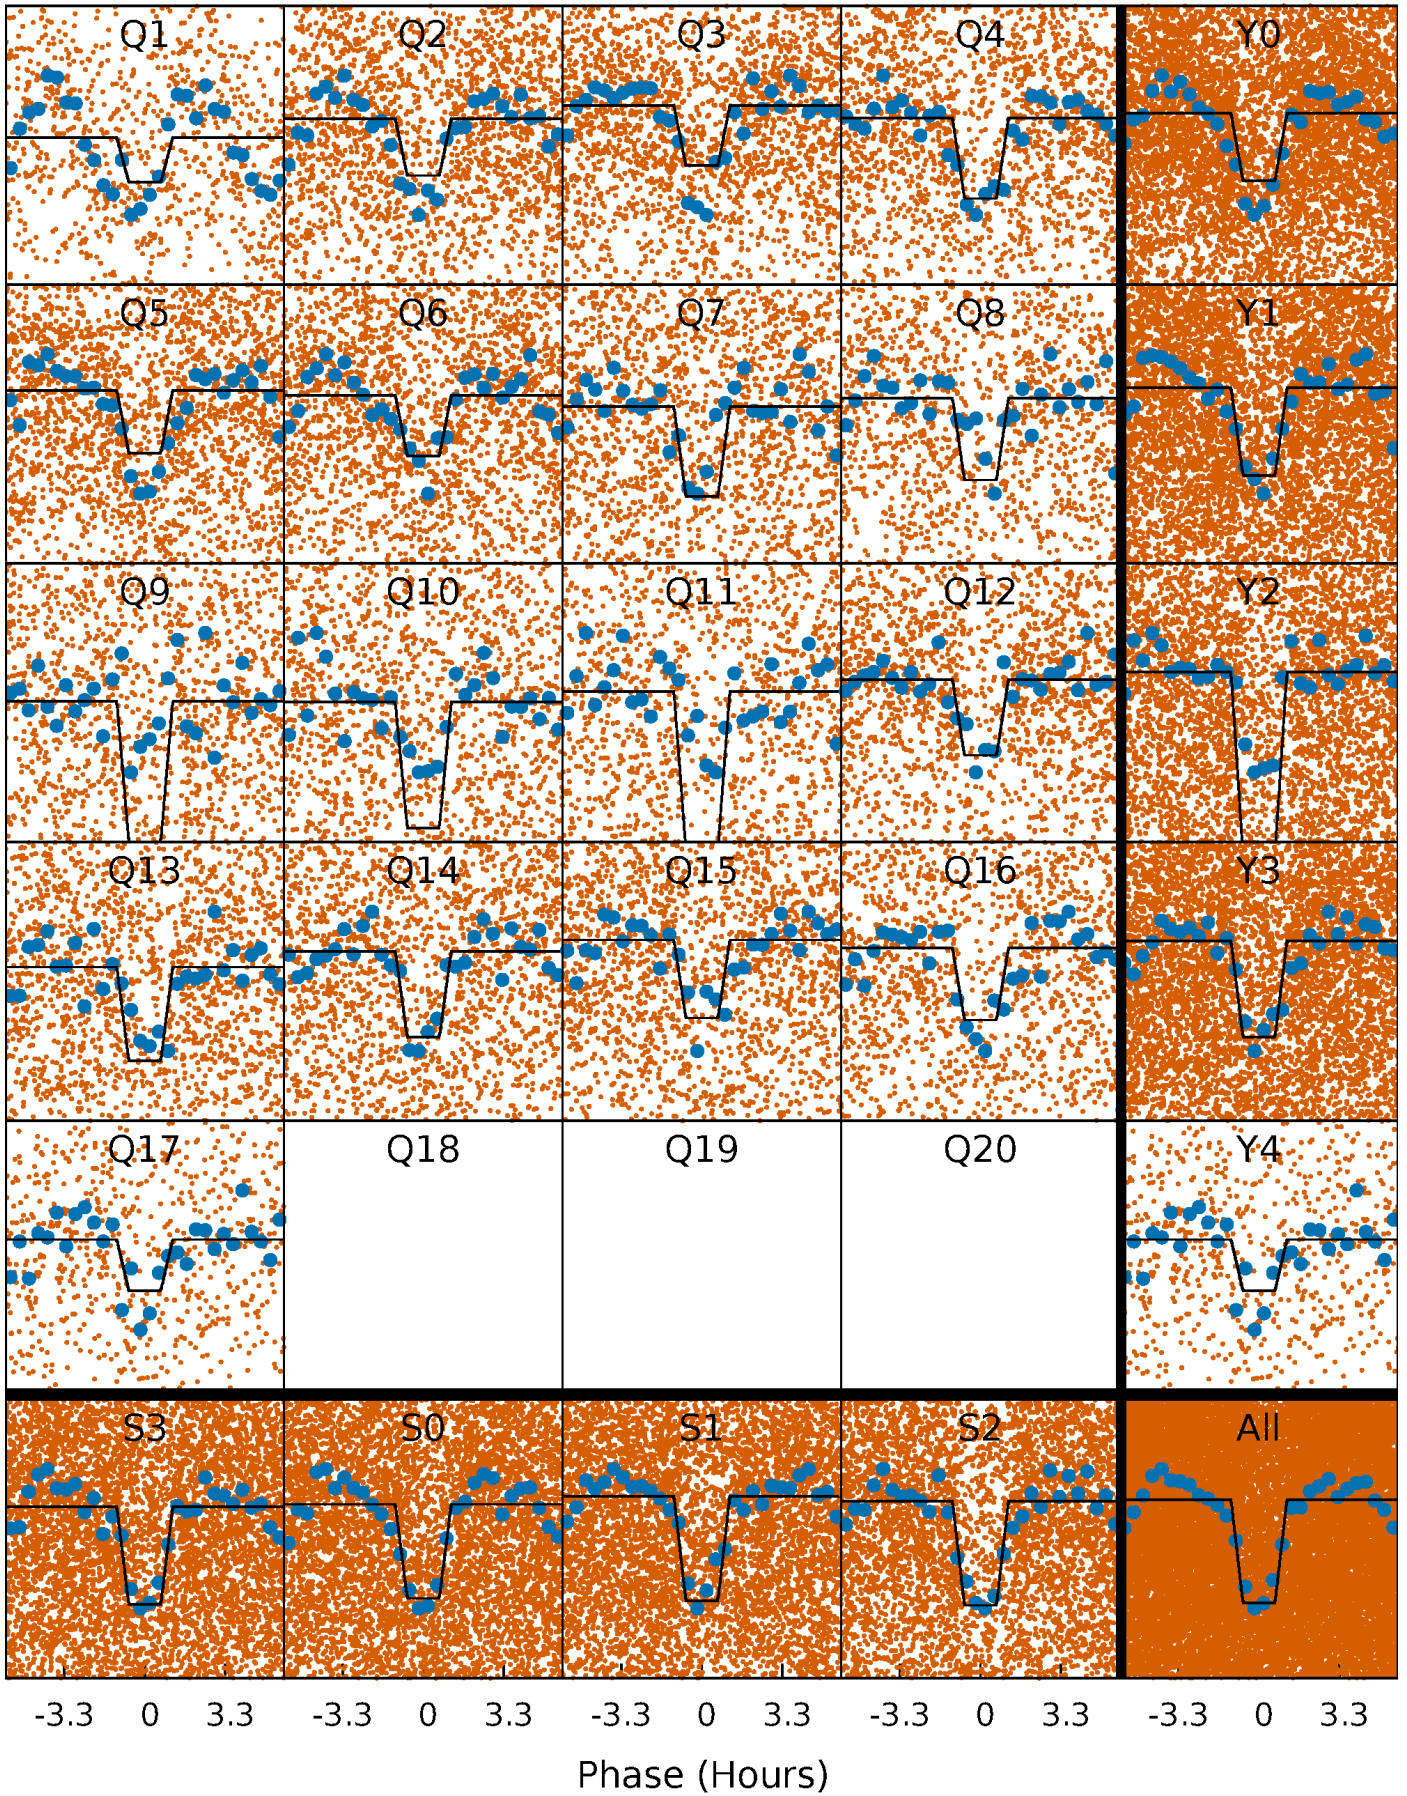 Q1 Q2 Q3 Q4 Y0
Q5 Q6 Q7 Q8 Y1
Q9 Q10 Q11 Q12 Y2
Q13 Q14 Q15 Q16 Y3
Q17 Q18 Q19 Q20 Y4
S3 S0 S1 S2 All
-3.3 0 3.3 -3.3 0 3.3 -3.3 0 3.3 -3.3 0 3.3 -3.3 0 3.3
Phase (Hours)